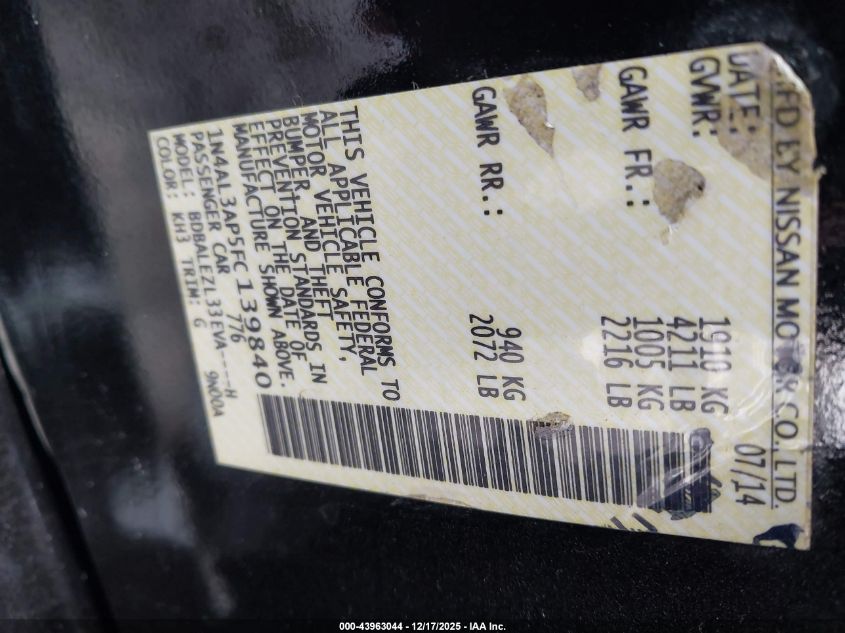 MFD BY NISSAN MOTOR CO., LTD.
DATE: 07/14
GVWR: 1910 KG
4211 LB
GAWR FR.: 1005 KG
2216 LB
GAWR RR.: 940 KG
2072 LB
THIS VEHICLE CONFORMS TO
ALL APPLICABLE FEDERAL
MOTOR VEHICLE SAFETY,
BUMPER, AND THEFT
PREVENTION STANDARDS IN
EFFECT ON THE DATE OF
MANUFACTURE SHOWN ABOVE.
1N4AL3AP5FC139840
PASSENGER CAR 776
MODEL: BDBALEZL33EVA----H
COLOR: KH3 TRIM: G 9N00A
000-43963044 - 12/17/2025 - IAA Inc.